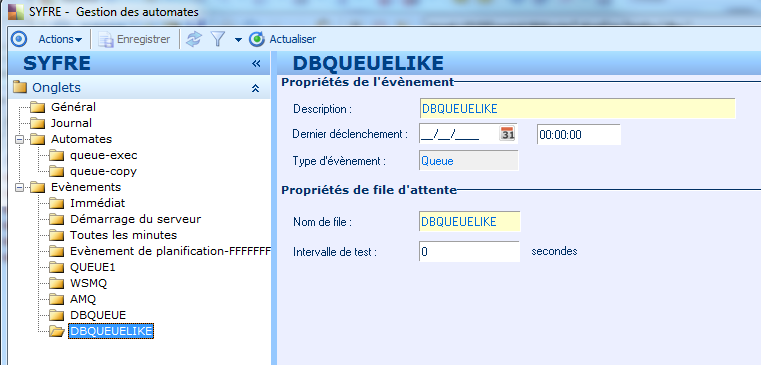 SYFRE - Gestion des automates
Actions Enregistrer Actualiser
SYFRE «
Onglets
Général
Journal
Automates
queue-exec
queue-copy
Evènements
Immédiat
Démarrage du serveur
Toutes les minutes
Evènement de planification-FFFFFFF
QUEUE1
WSMQ
AMQ
DBQUEUE
DBQUEUELIKE
DBQUEUELIKE
Propriétés de l'évènement
Description : DBQUEUELIKE
Dernier déclenchement : __/__/____ 31 00:00:00
Type d'évènement : Queue
Propriétés de file d'attente
Nom de file : DBQUEUELIKE
Intervalle de test : 0 secondes